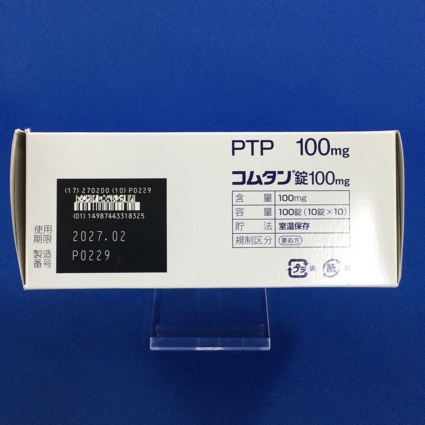 PTP 100mg
コムタン®錠100mg
含量 100mg
容量 100錠(10錠×10)
貯法 室温保存
規制区分 要処方
プラ 紙
(17) 270200 (10) P0229
(01) 14987443318325
使用期限 2027.02
製造番号 P0229